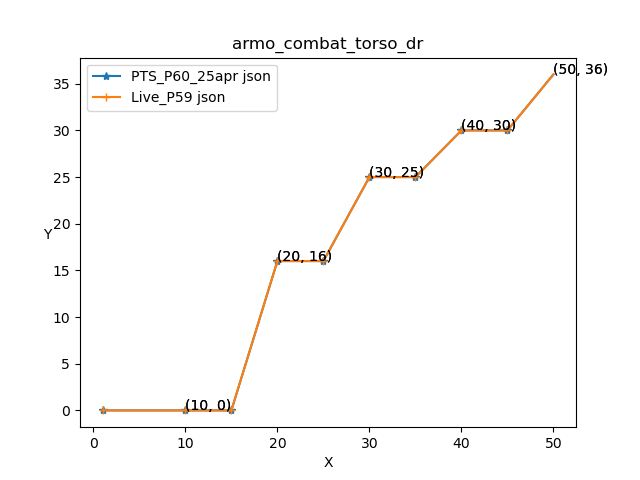 armo_combat_torso_dr
PTS_P60_25apr json
Live_P59 json
(50, 36)
(40, 30)
(30, 25)
(20, 16)
(10, 0)
35
30
25
20
15
10
5
0
Y
0 10 20 30 40 50
X